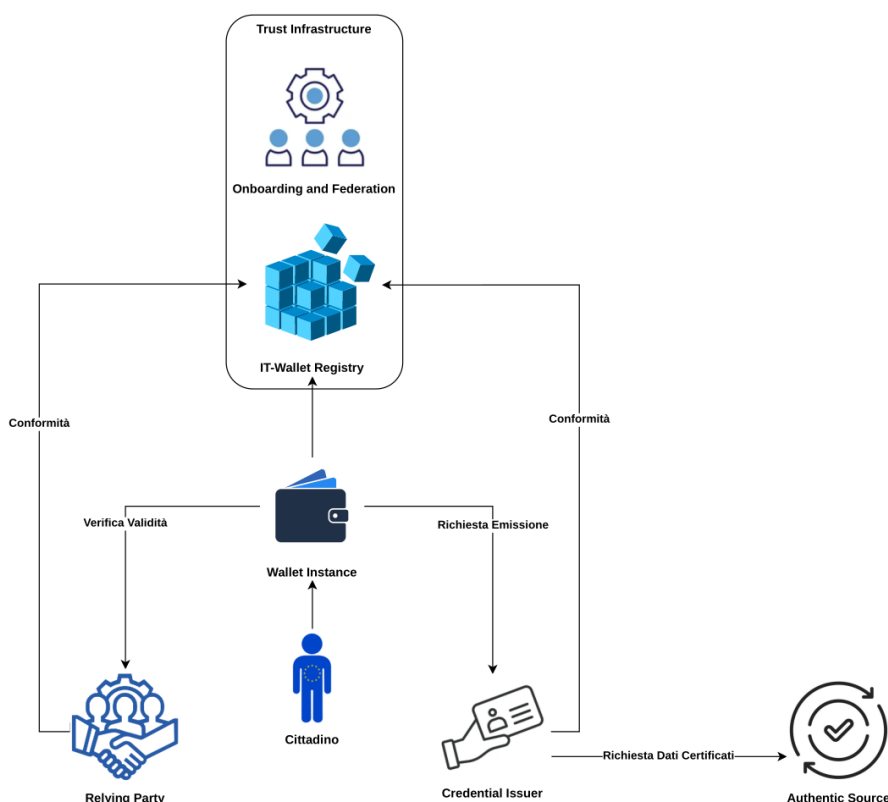 Trust Infrastructure
Onboarding and Federation
IT-Wallet Registry
Conformità
Conformità
Verifica Validità
Richiesta Emissione
Wallet Instance
Cittadino
Richiesta Dati Certificati
Relying Party
Credential Issuer
Authentic Source